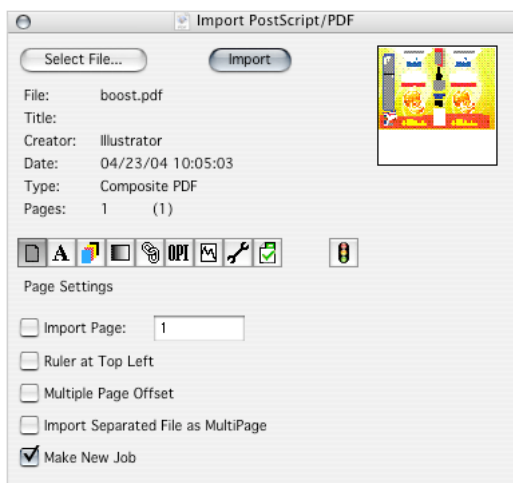 Import PostScript/PDF
Select File... Import
File: boost.pdf
Title:
Creator: Illustrator
Date: 04/23/04 10:05:03
Type: Composite PDF
Pages: 1 (1)
A OPI
Page Settings
Import Page: 1
Ruler at Top Left
Multiple Page Offset
Import Separated File as MultiPage
Make New Job